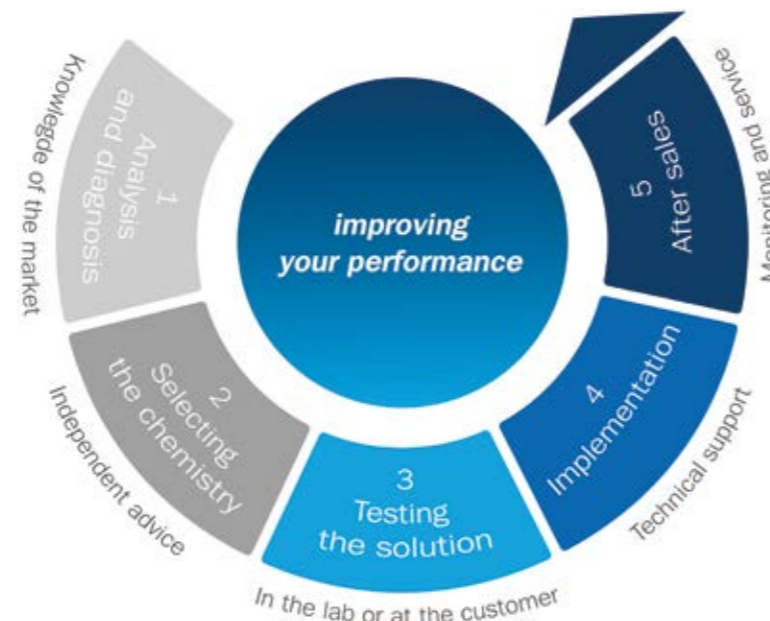 improving
your performance
1
Analysis
and diagnosis
Knowlegde of the market
2
Selecting
the chemistry
Independent advice
3
Testing
the solution
In the lab or at the customer
4
Implementation
Technical support
5
After sales
Monitoring and service